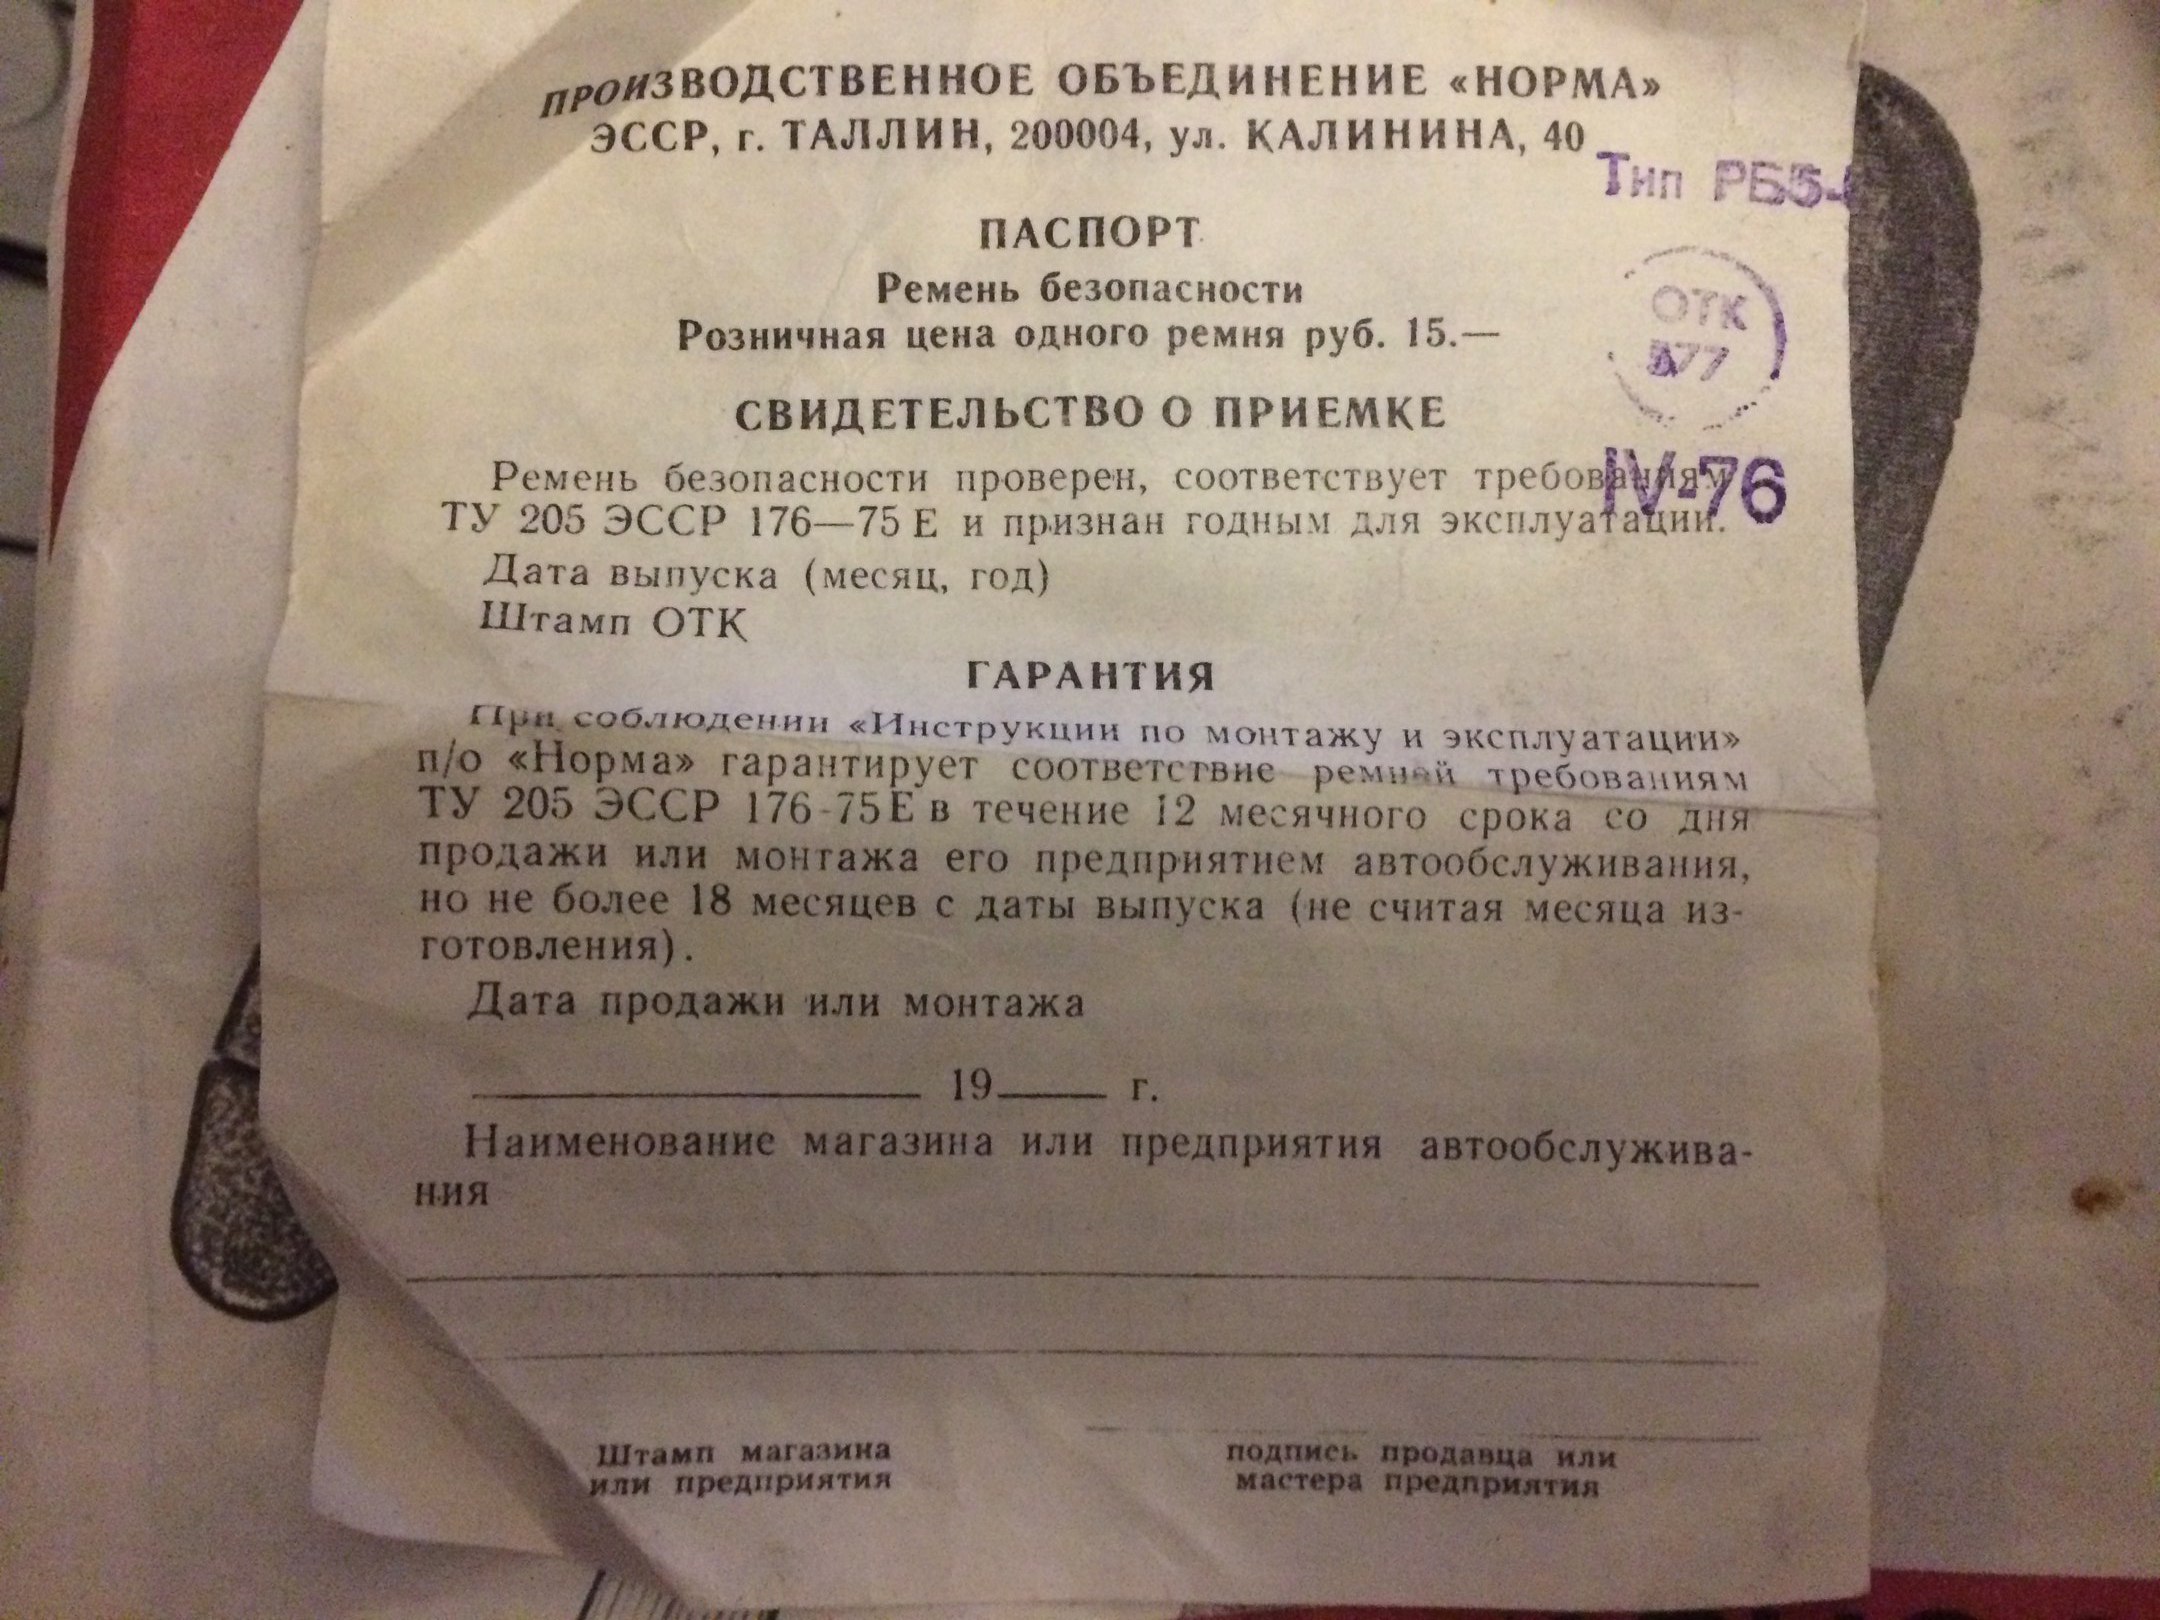 ПРОИЗВОДСТВЕННОЕ ОБЪЕДИНЕНИЕ «НОРМА»
ЭССР, г. ТАЛЛИН, 200004, ул. КАЛИНИНА, 40
Тип РБ5-
ПАСПОРТ
Ремень безопасности
Розничная цена одного ремня руб. 15.—
ОТК
СВИДЕТЕЛЬСТВО О ПРИЕМКЕ
IV-76
Ремень безопасности проверен, соответствует требованиям
ТУ 205 ЭССР 176—75 Е и признан годным для эксплуатации.
Дата выпуска (месяц, год)
Штамп ОТК
ГАРАНТИЯ
При соблюдении «Инструкции по монтажу и эксплуатации»
п/о «Норма» гарантирует соответствие ремней требованиям
ТУ 205 ЭССР 176-75 Е в течение 12 месячного срока со дня
продажи или монтажа его предприятием автообслуживания,
но не более 18 месяцев с даты выпуска (не считая месяца из-
готовления).
Дата продажи или монтажа
19 г.
Наименование магазина или предприятия автообслужива-
ния
Штамп магазина
или предприятия
подпись продавца или
мастера предприятия